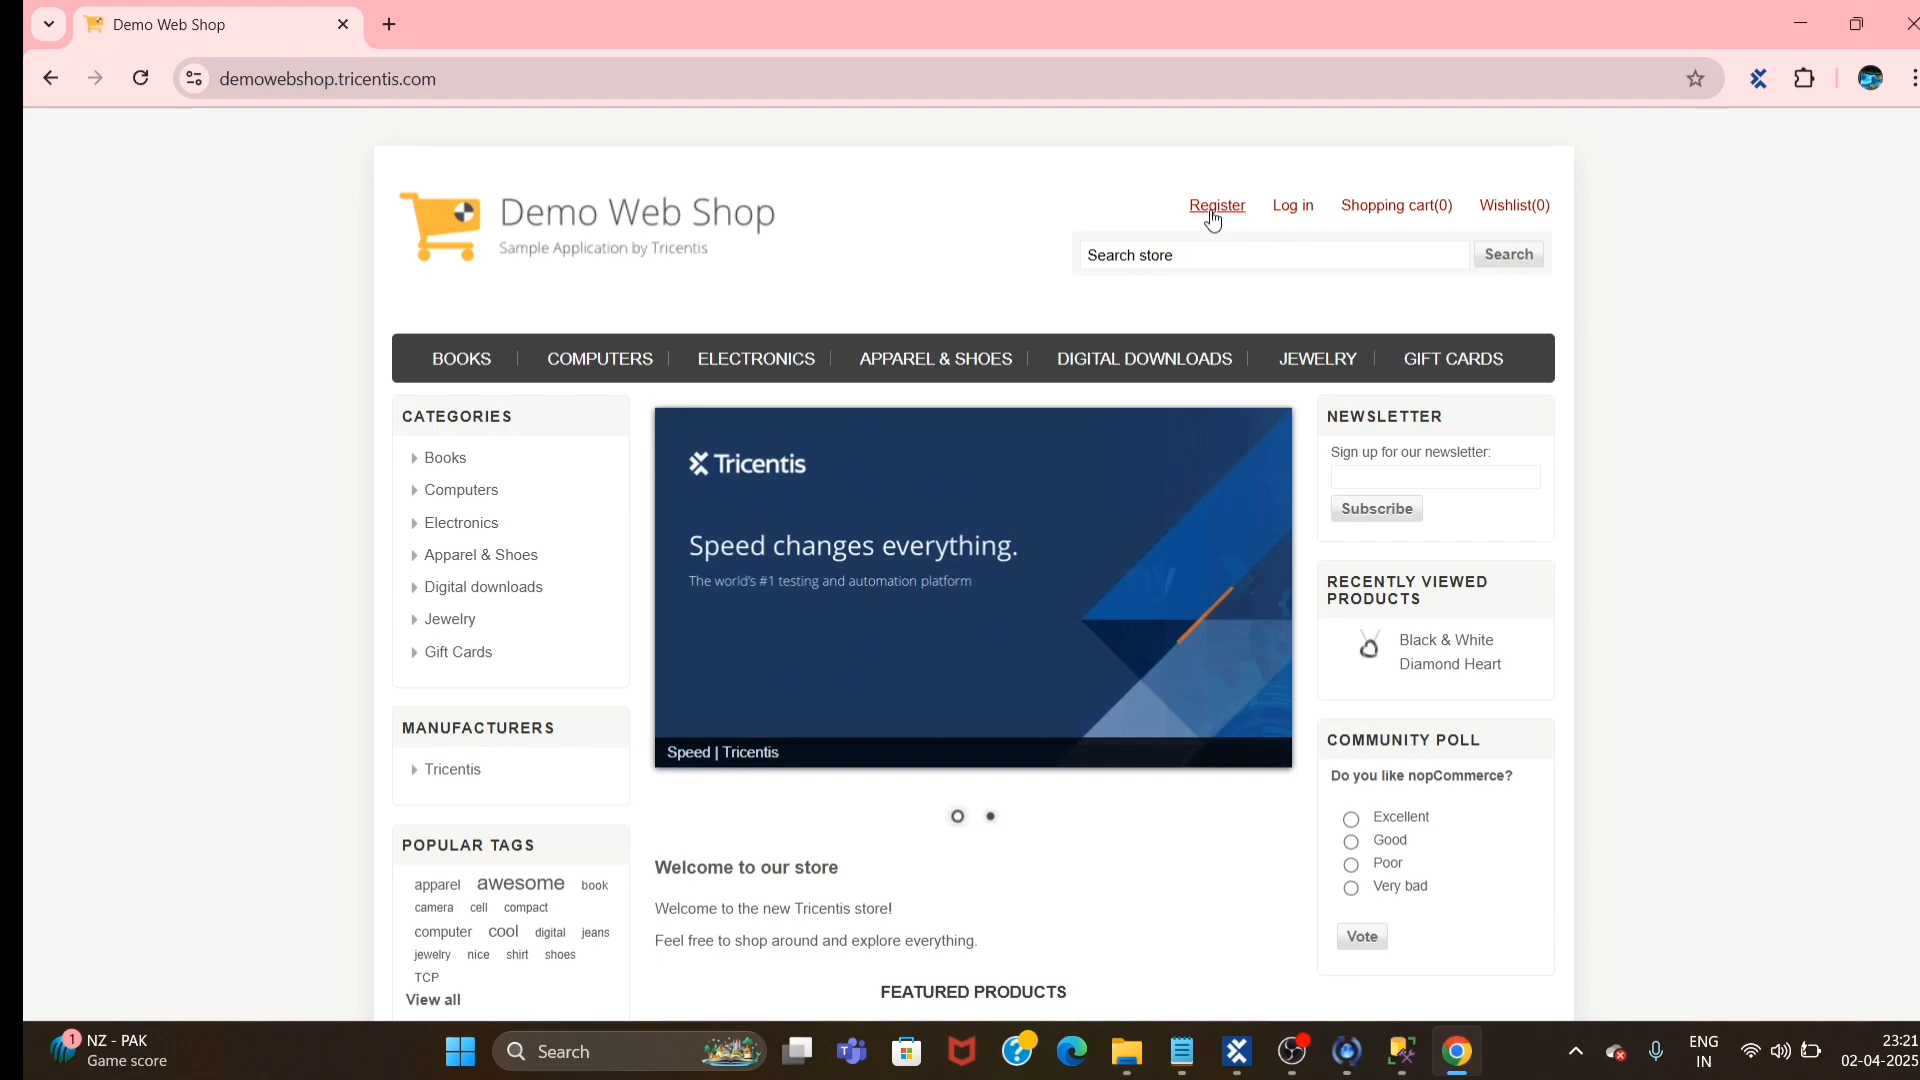 Demo Web Shop
demowebshop.tricentis.com
Demo Web Shop
Sample Application by Tricentis
Register Log in Shopping cart(0) Wishlist(0)
Search store Search
BOOKS COMPUTERS ELECTRONICS APPAREL & SHOES DIGITAL DOWNLOADS JEWELRY GIFT CARDS
CATEGORIES
Books
Computers
Electronics
Apparel & Shoes
Digital downloads
Jewelry
Gift Cards
MANUFACTURERS
Tricentis
POPULAR TAGS
apparel awesome book
camera cell compact
computer cool digital jeans
jewelry nice shirt shoes
TCP
View all
Tricentis
Speed changes everything.
The world's #1 testing and automation platform
Speed | Tricentis
Welcome to our store
Welcome to the new Tricentis store!
Feel free to shop around and explore everything.
FEATURED PRODUCTS
NEWSLETTER
Sign up for our newsletter:
Subscribe
RECENTLY VIEWED
PRODUCTS
Black & White
Diamond Heart
COMMUNITY POLL
Do you like nopCommerce?
Excellent
Good
Poor
Very bad
Vote
1
NZ - PAK
Game score
Search
ENG
IN
23:21
02-04-2025